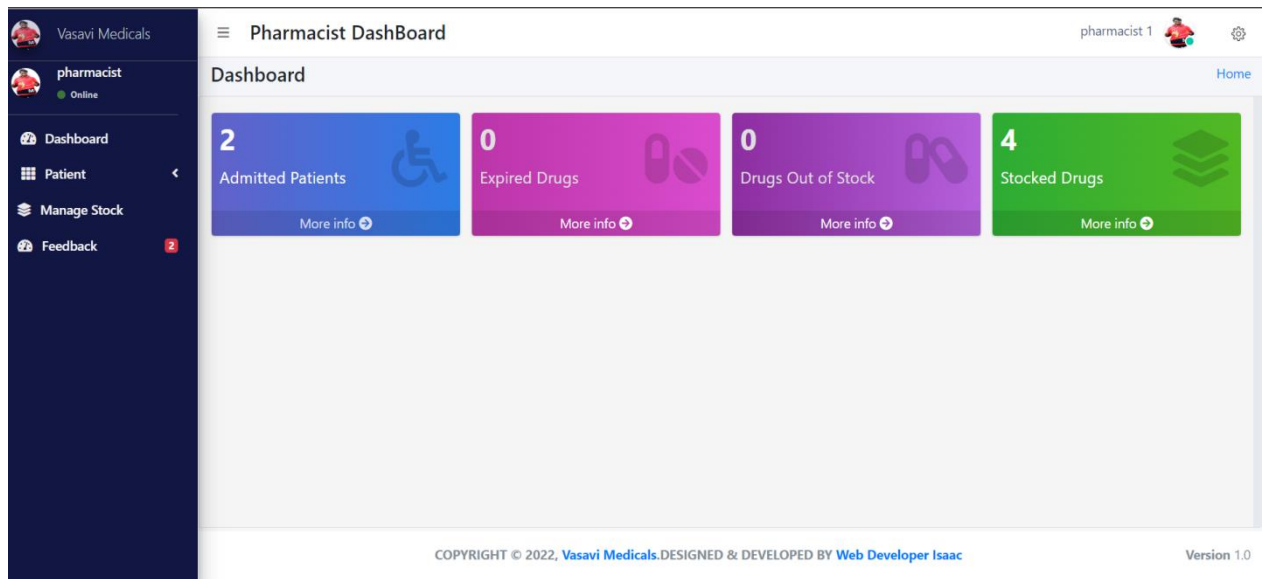 Vasavi Medicals
Pharmacist DashBoard
pharmacist 1
pharmacist
Online
Dashboard
Home
Dashboard
Patient
Manage Stock
Feedback 2
2
Admitted Patients
More info
0
Expired Drugs
More info
0
Drugs Out of Stock
More info
4
Stocked Drugs
More info
COPYRIGHT © 2022, Vasavi Medicals.DESIGNED & DEVELOPED BY Web Developer Isaac
Version 1.0